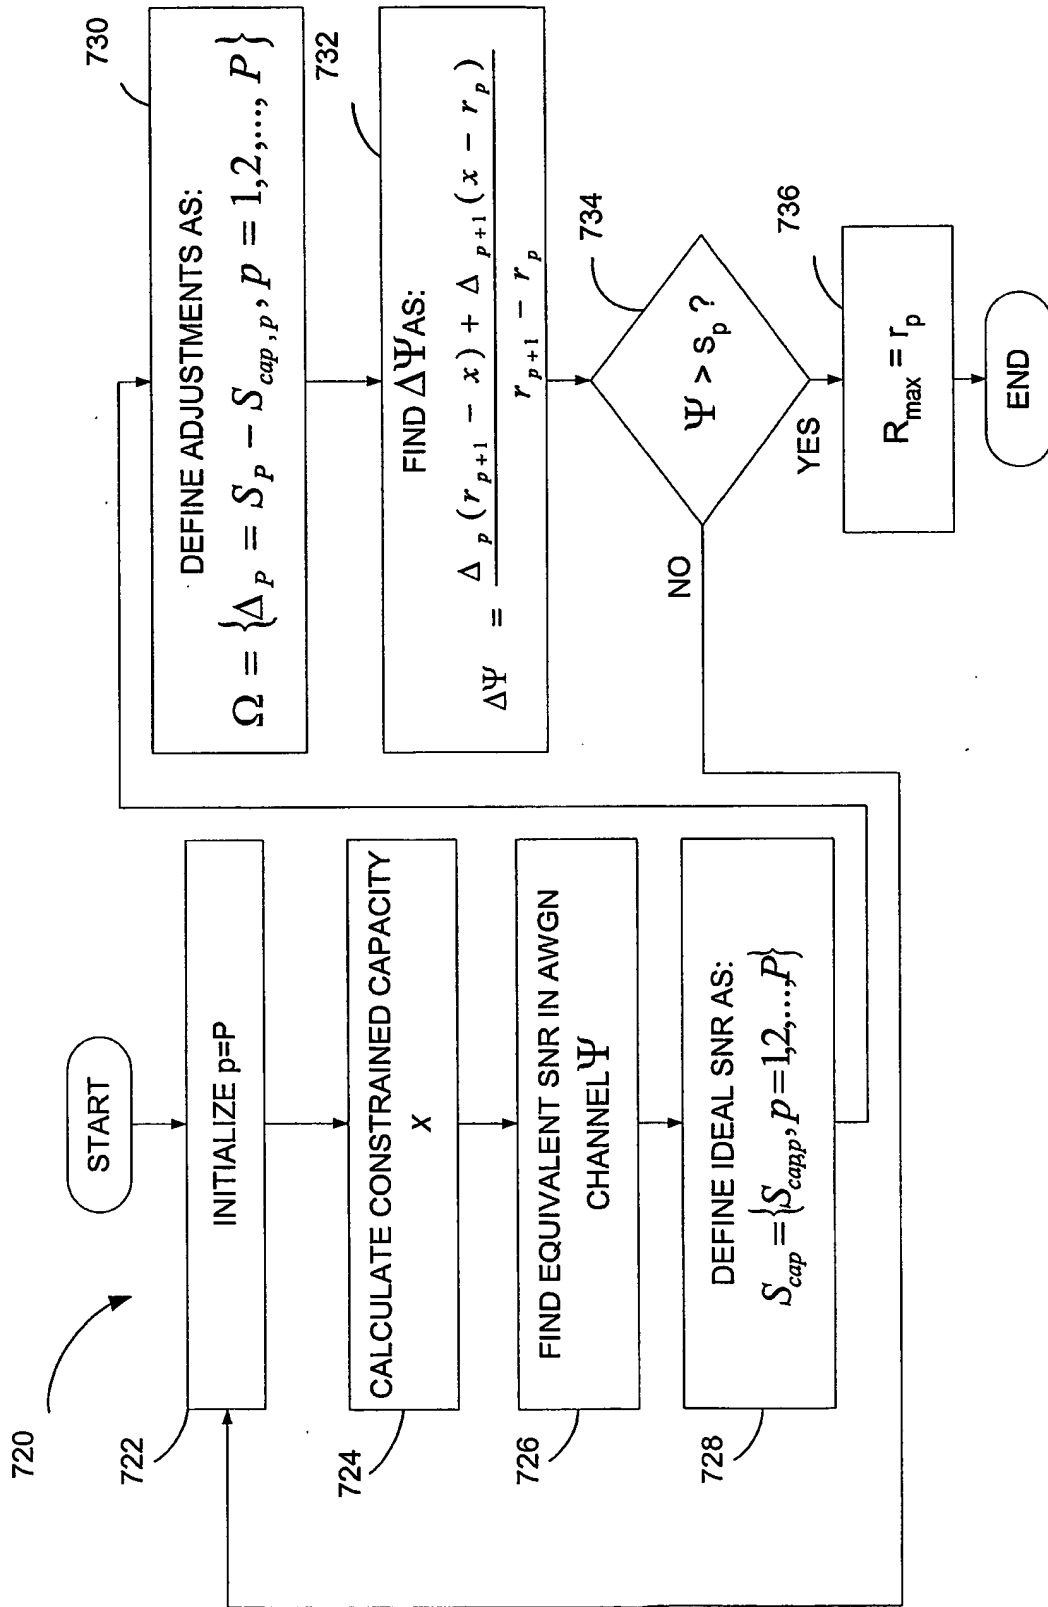 720
START
722
INITIALIZE p=P
724
CALCULATE CONSTRAINED CAPACITY
x
726
FIND EQUIVALENT SNR IN AWGN
CHANNEL Ψ
728
DEFINE IDEAL SNR AS:
S_cap = {S_cap,p, p = 1,2,...,P}
730
DEFINE ADJUSTMENTS AS:
Ω = {Δ_P = S_P − S_cap,p, p = 1,2,..., P}
732
FIND ΔΨ AS:
ΔΨ = (Δ_p (r_p+1 − x) + Δ_p+1 (x − r_p)) / (r_p+1 − r_p)
734
Ψ > s_p ?
NO
YES
736
R_max = r_p
END